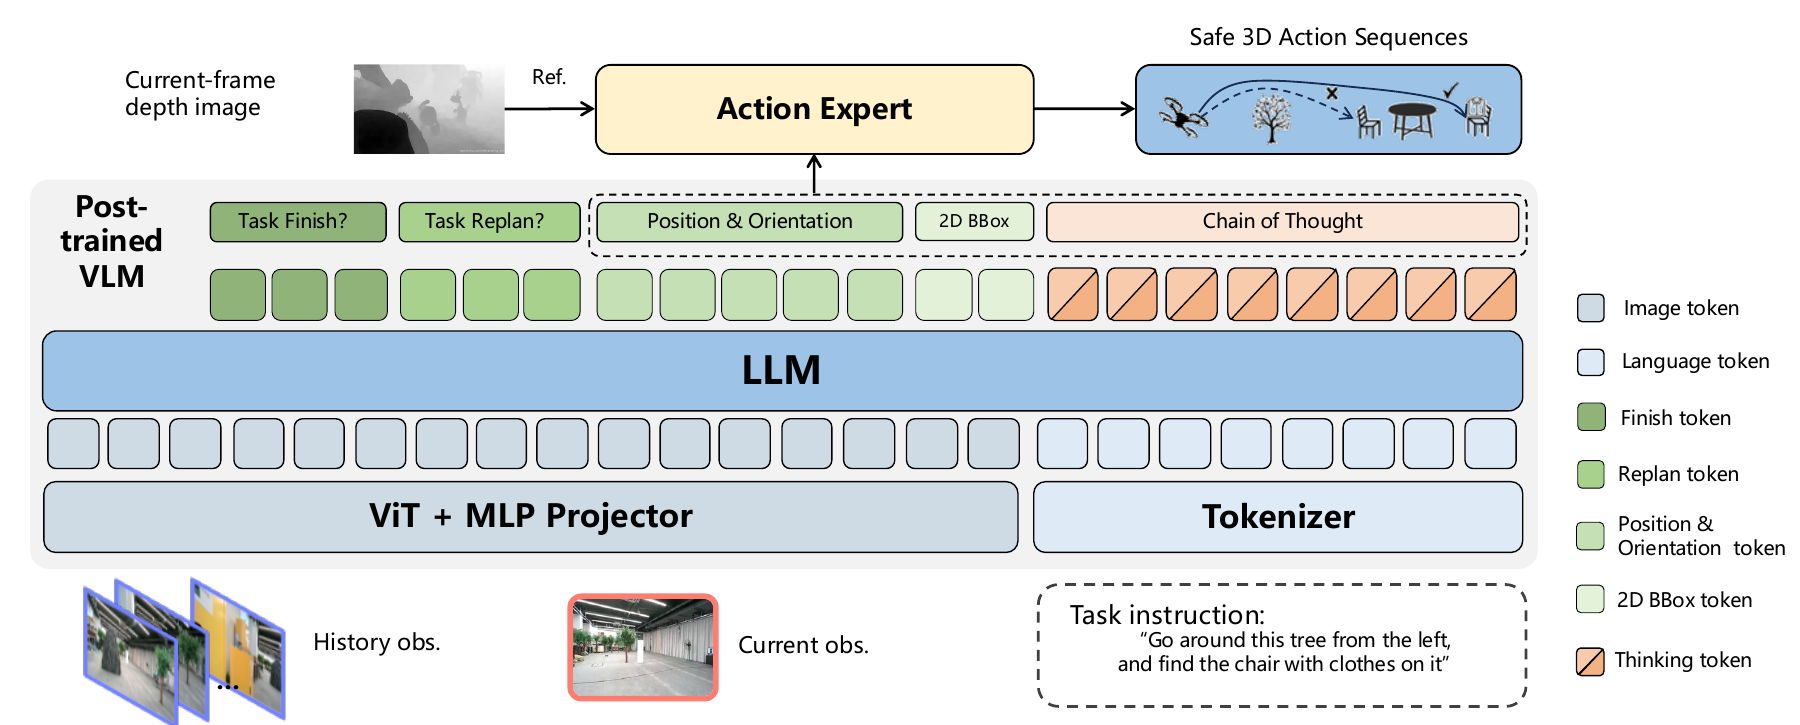 Safe 3D Action Sequences
Current-frame
depth image
Ref.
Action Expert
Post-
trained
VLM
Task Finish?
Task Replan?
Position & Orientation
2D BBox
Chain of Thought
LLM
ViT + MLP Projector
Tokenizer
Image token
Language token
Finish token
Replan token
Position &
Orientation token
2D BBox token
Thinking token
...
History obs.
Current obs.
Task instruction:
“Go around this tree from the left,
and find the chair with clothes on it”